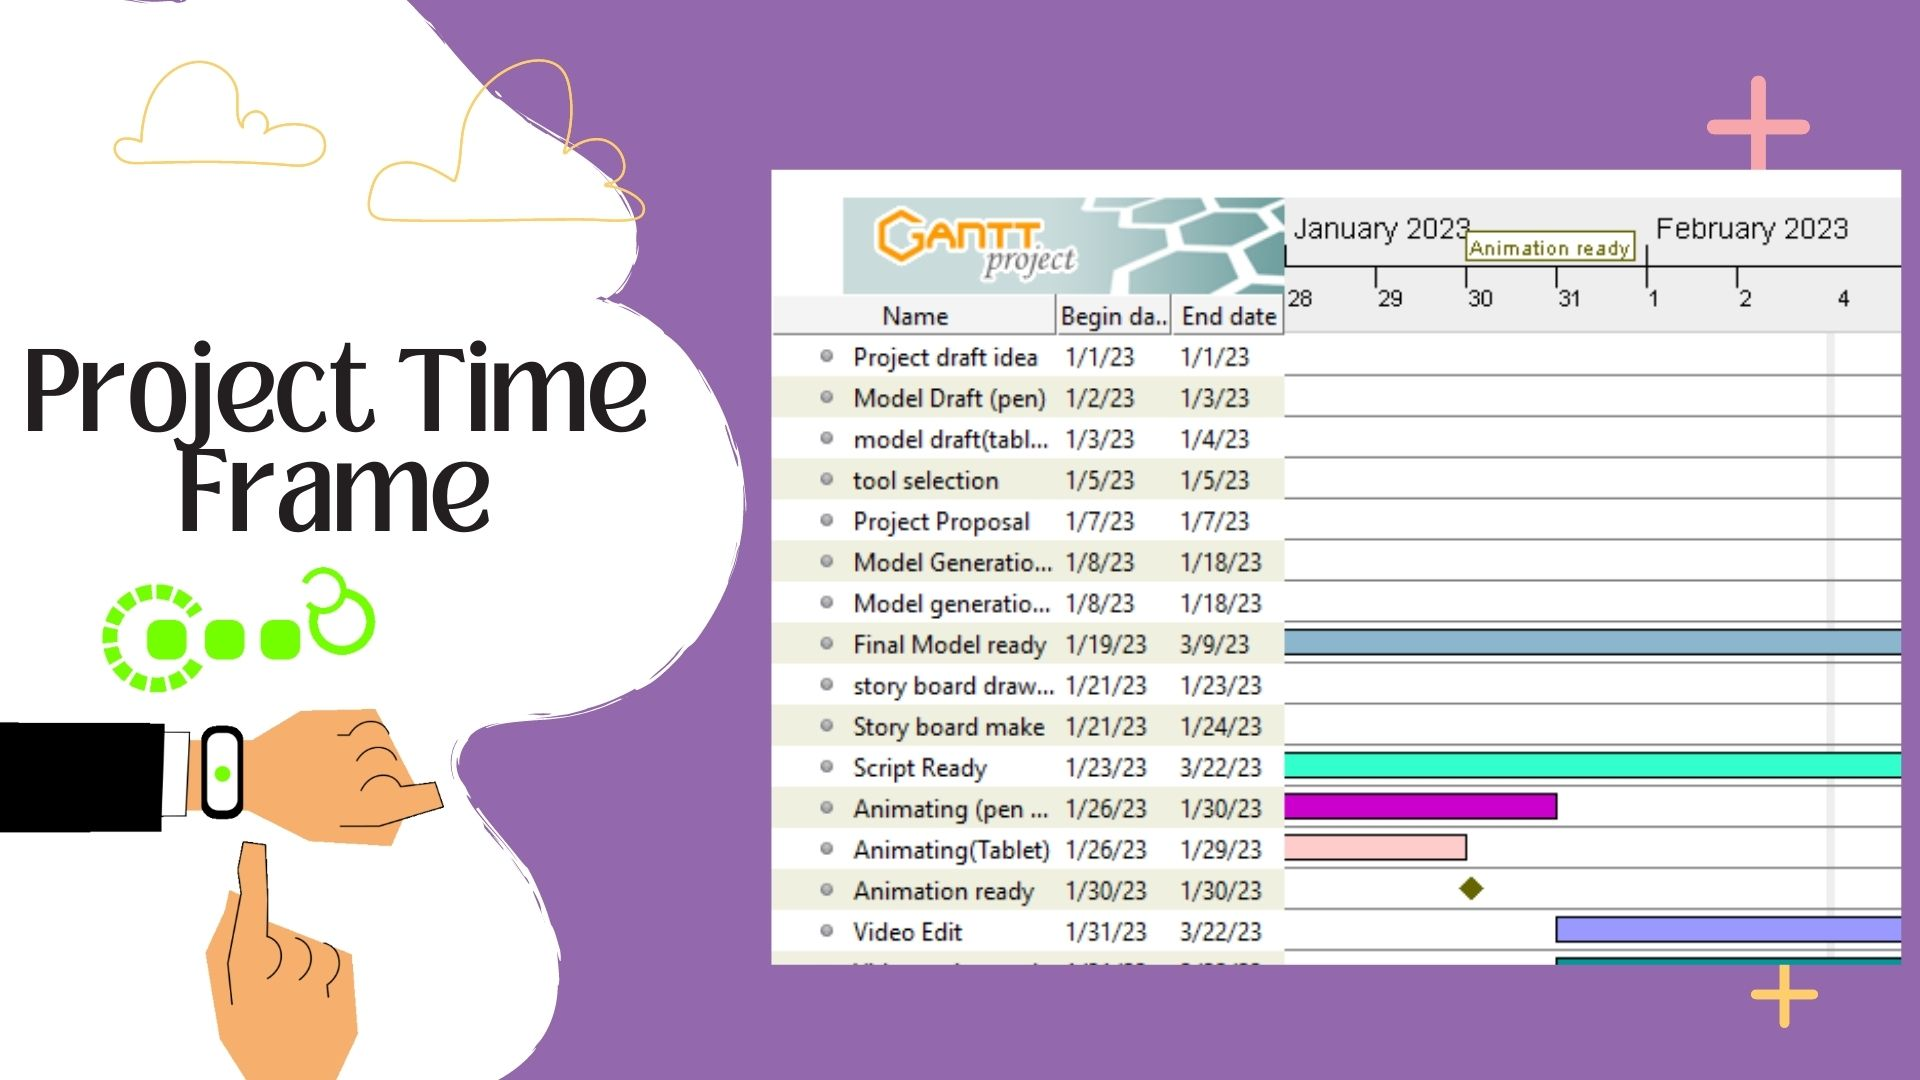 Project Time
Frame
GANTT
project
January 2023
February 2023
Animation ready
28 29 30 31 1 2 4
Name Begin da.. End date
Project draft idea 1/1/23 1/1/23
Model Draft (pen) 1/2/23 1/3/23
model draft(tabl... 1/3/23 1/4/23
tool selection 1/5/23 1/5/23
Project Proposal 1/7/23 1/7/23
Model Generatio... 1/8/23 1/18/23
Model generatio... 1/8/23 1/18/23
Final Model ready 1/19/23 3/9/23
story board draw... 1/21/23 1/23/23
Story board make 1/21/23 1/24/23
Script Ready 1/23/23 3/22/23
Animating (pen ... 1/26/23 1/30/23
Animating(Tablet) 1/26/23 1/29/23
Animation ready 1/30/23 1/30/23
Video Edit 1/31/23 3/22/23